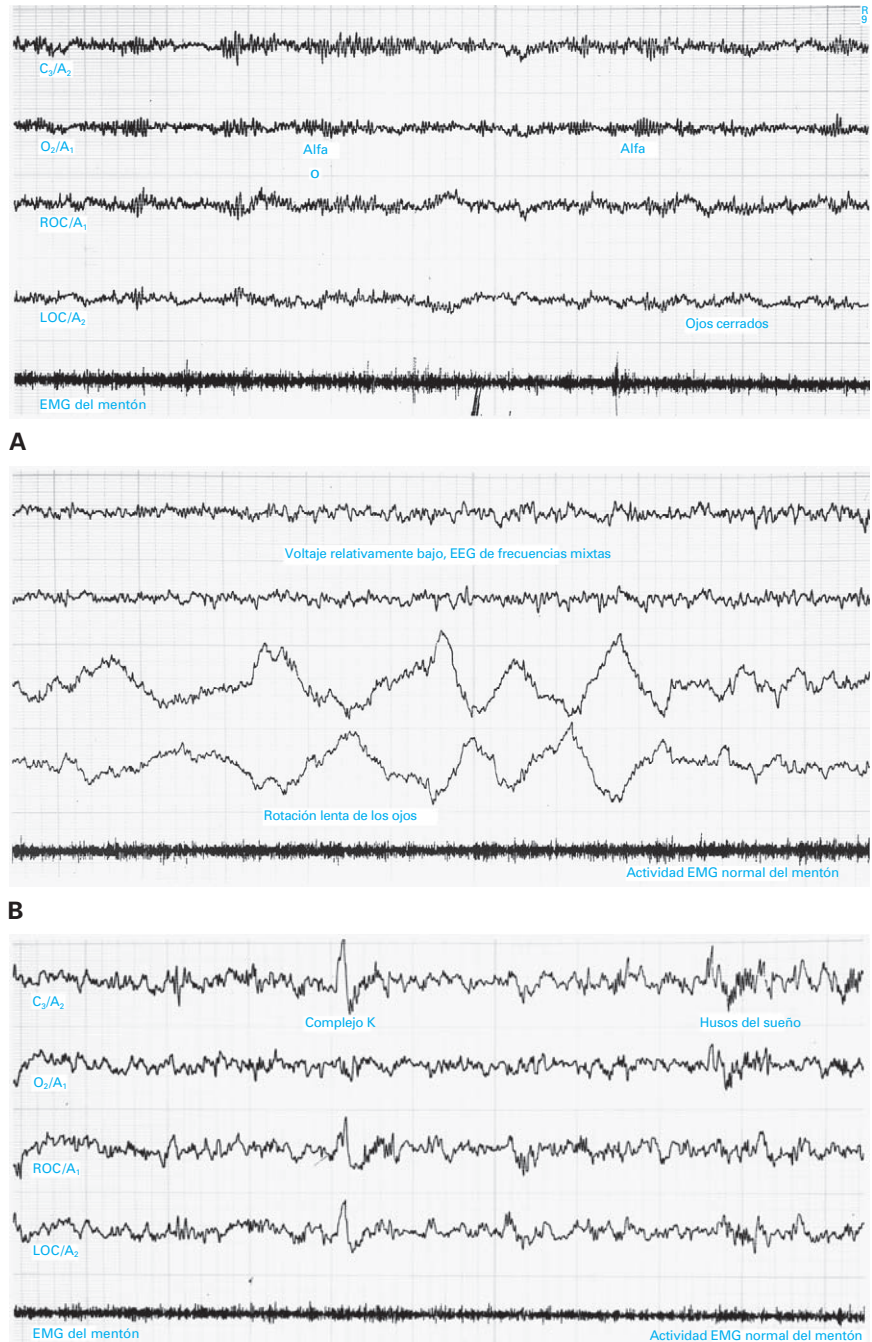 R
9
C₃/A₂
O₂/A₁
Alfa
Alfa
o
ROC/A₁
LOC/A₂
Ojos cerrados
EMG del mentón
A
Voltaje relativamente bajo, EEG de frecuencias mixtas
Rotación lenta de los ojos
Actividad EMG normal del mentón
B
C₃/A₂
Complejo K
Husos del sueño
O₂/A₁
ROC/A₁
LOC/A₂
EMG del mentón
Actividad EMG normal del mentón